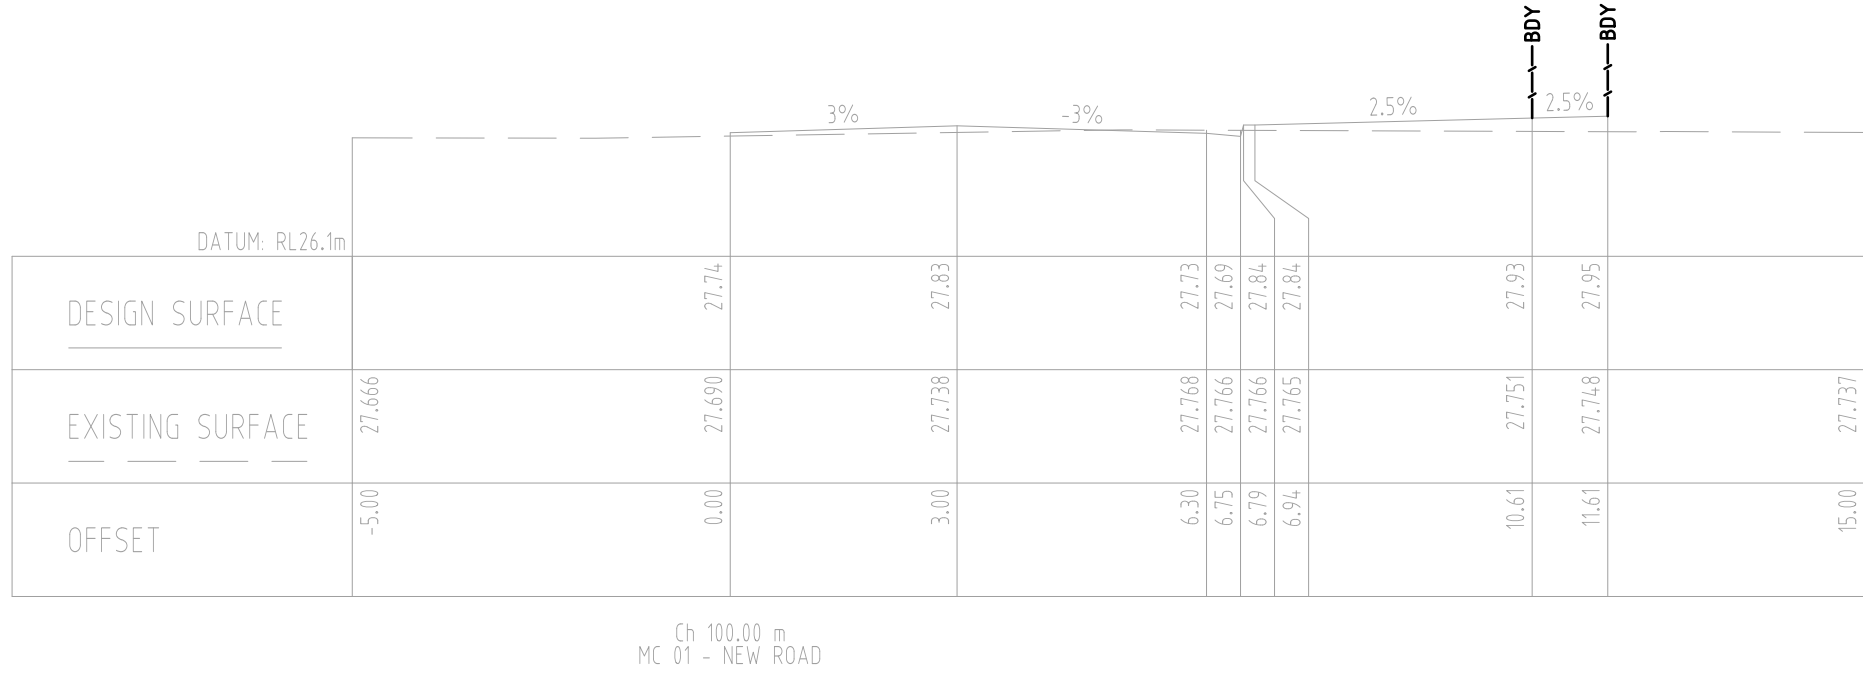 BDY BDY
3% -3% 2.5% 2.5%
DATUM: RL26.1m
DESIGN SURFACE 27.74 27.83 27.73 27.69 27.84 27.84 27.93 27.95
EXISTING SURFACE 27.666 27.690 27.738 27.768 27.766 27.766 27.765 27.751 27.748 27.737
OFFSET -5.00 0.00 3.00 6.30 6.75 6.79 6.94 10.61 11.61 15.00
Ch 100.00 m
MC 01 - NEW ROAD